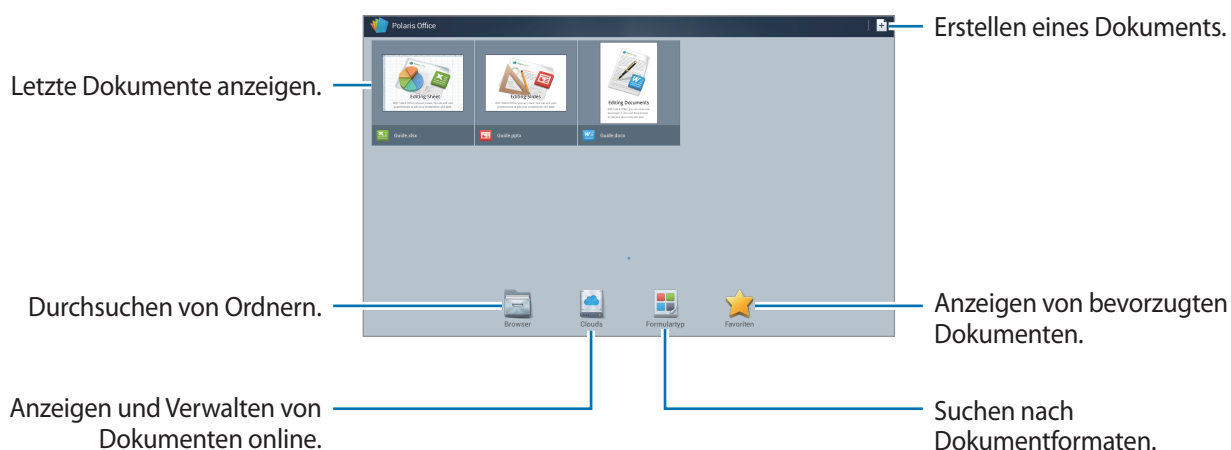 Polaris Office
Erstellen eines Dokuments.
Letzte Dokumente anzeigen.
Editing Sheet
Editing Slides
Editing Documents
Guide.xlsx
Guide.pptx
Guide.docx
Durchsuchen von Ordnern.
Browser
Clouds
Formulartyp
Favoriten
Anzeigen von bevorzugten
Dokumenten.
Anzeigen und Verwalten von
Dokumenten online.
Suchen nach
Dokumentformaten.